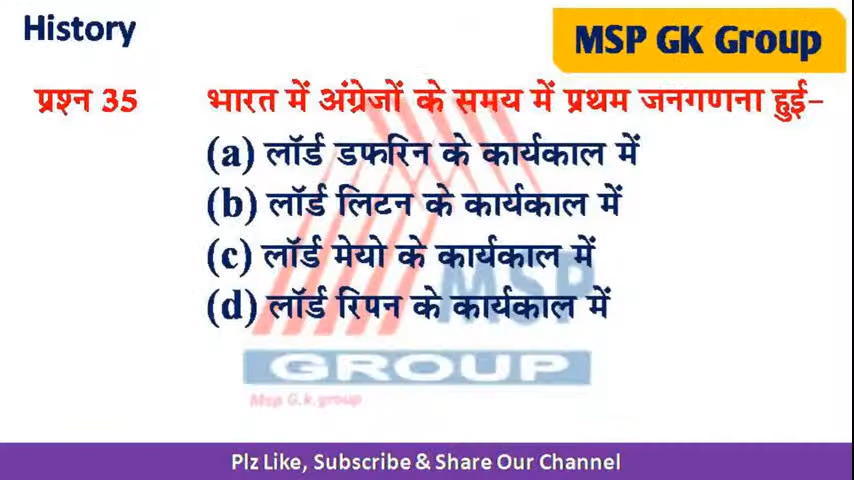 History
MSP GK Group
प्रश्न 35 भारत में अंग्रेजों के समय में प्रथम जनगणना हुई-
(a) लॉर्ड डफरिन के कार्यकाल में
(b) लॉर्ड लिटन के कार्यकाल में
(c) लॉर्ड मेयो के कार्यकाल में
(d) लॉर्ड रिपन के कार्यकाल में
MSP
GROUP
Msp G.k.group
Plz Like, Subscribe & Share Our Channel